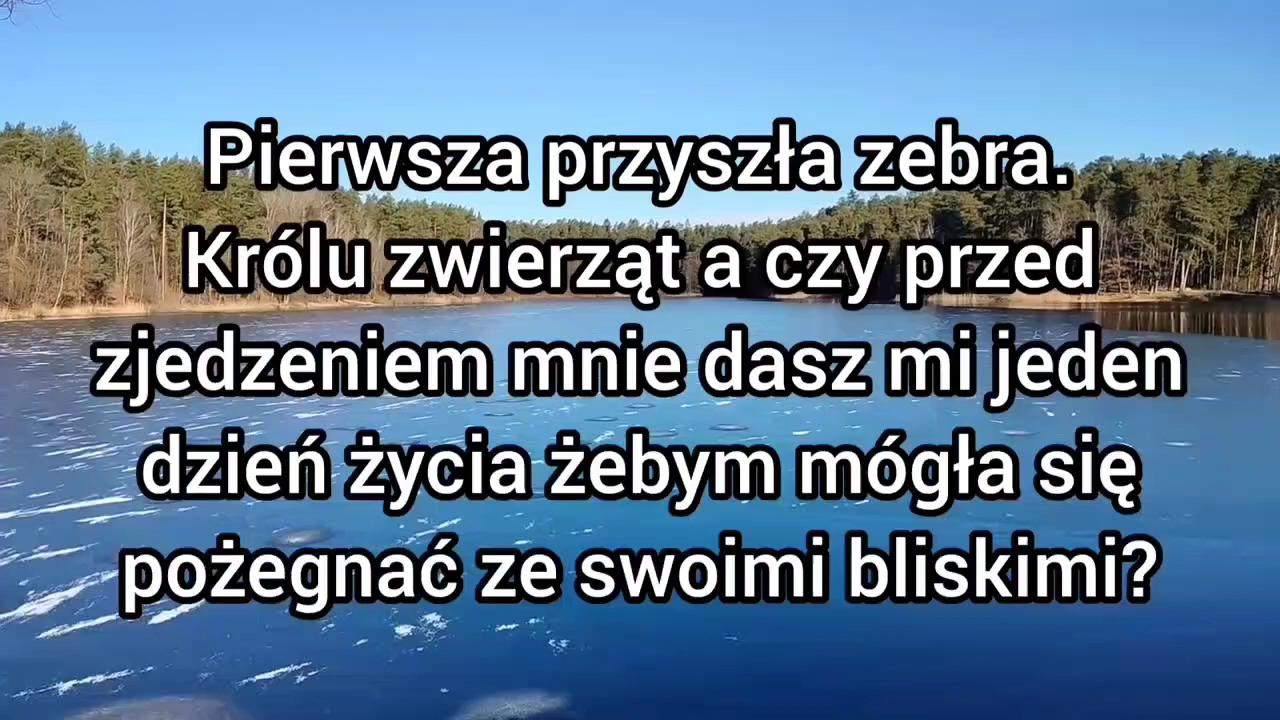 Pierwsza przyszła zebra.
Królu zwierząt a czy przed
zjedzeniem mnie dasz mi jeden
dzień życia żebym mógła się
pożegnać ze swoimi bliskimi?